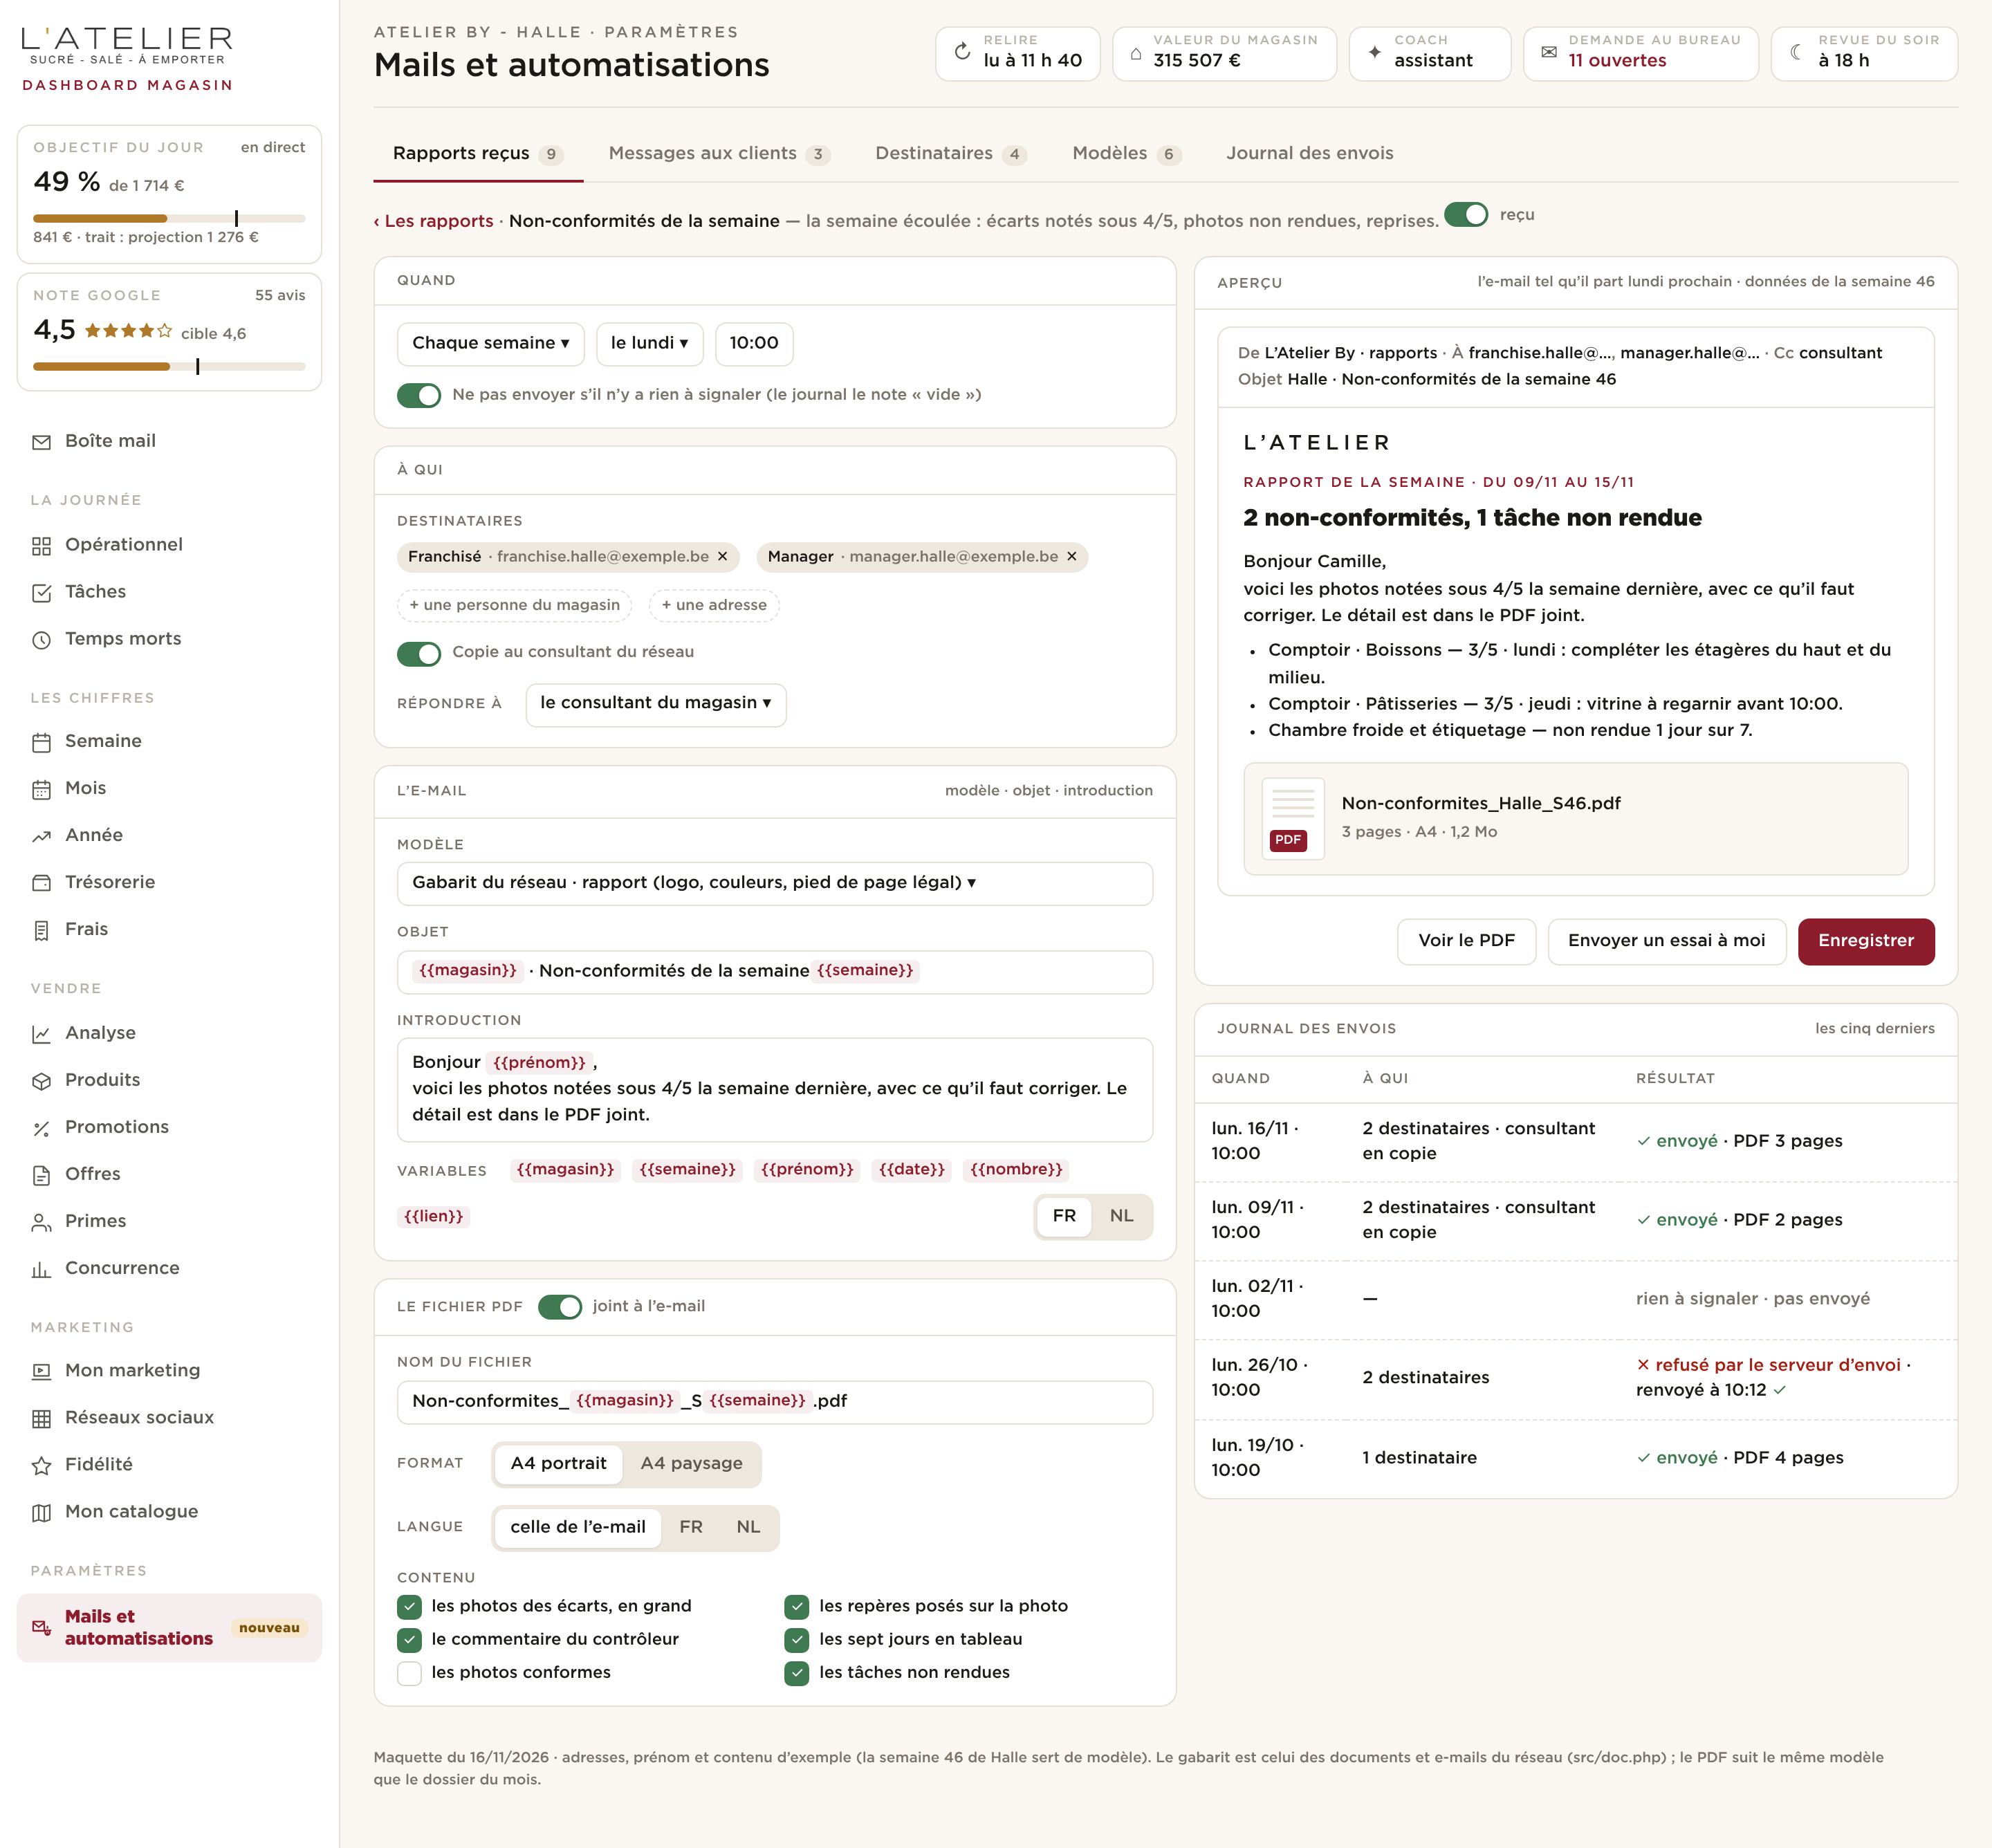 L'ATELIER
SUCRÉ - SALÉ - À EMPORTER
DASHBOARD MAGASIN
OBJECTIF DU JOUR en direct
49 % de 1 714 €
841 € · trait : projection 1 276 €
NOTE GOOGLE 55 avis
4,5 ★★★★☆ cible 4,6
Boîte mail
LA JOURNÉE
Opérationnel
Tâches
Temps morts
LES CHIFFRES
Semaine
Mois
Année
Trésorerie
Frais
VENDRE
Analyse
Produits
Promotions
Offres
Primes
Concurrence
MARKETING
Mon marketing
Réseaux sociaux
Fidélité
Mon catalogue
PARAMÈTRES
Mails et
automatisations nouveau
ATELIER BY - HALLE · PARAMÈTRES
Mails et automatisations
RELIRE
lu à 11 h 40
VALEUR DU MAGASIN
315 507 €
COACH
assistant
DEMANDE AU BUREAU
11 ouvertes
REVUE DU SOIR
à 18 h
Rapports reçus 9 Messages aux clients 3 Destinataires 4 Modèles 6 Journal des envois
‹ Les rapports · Non-conformités de la semaine — la semaine écoulée : écarts notés sous 4/5, photos non rendues, reprises. reçu
QUAND
Chaque semaine ▾ le lundi ▾ 10:00
Ne pas envoyer s’il n’y a rien à signaler (le journal le note « vide »)
À QUI
DESTINATAIRES
Franchisé · franchise.halle@exemple.be ✕ Manager · manager.halle@exemple.be ✕
+ une personne du magasin + une adresse
Copie au consultant du réseau
RÉPONDRE À le consultant du magasin ▾
L’E-MAIL modèle · objet · introduction
MODÈLE
Gabarit du réseau · rapport (logo, couleurs, pied de page légal) ▾
OBJET
{{magasin}} · Non-conformités de la semaine {{semaine}}
INTRODUCTION
Bonjour {{prénom}},
voici les photos notées sous 4/5 la semaine dernière, avec ce qu’il faut corriger. Le
détail est dans le PDF joint.
VARIABLES {{magasin}} {{semaine}} {{prénom}} {{date}} {{nombre}}
{{lien}} FR NL
LE FICHIER PDF joint à l’e-mail
NOM DU FICHIER
Non-conformites_{{magasin}}_S{{semaine}}.pdf
FORMAT A4 portrait A4 paysage
LANGUE celle de l’e-mail FR NL
CONTENU
les photos des écarts, en grand les repères posés sur la photo
le commentaire du contrôleur les sept jours en tableau
les photos conformes les tâches non rendues
APERÇU l’e-mail tel qu’il part lundi prochain · données de la semaine 46
De L’Atelier By · rapports · À franchise.halle@..., manager.halle@... · Cc consultant
Objet Halle · Non-conformités de la semaine 46
L’ATELIER
RAPPORT DE LA SEMAINE · DU 09/11 AU 15/11
2 non-conformités, 1 tâche non rendue
Bonjour Camille,
voici les photos notées sous 4/5 la semaine dernière, avec ce qu’il faut
corriger. Le détail est dans le PDF joint.
• Comptoir · Boissons — 3/5 · lundi : compléter les étagères du haut et du
milieu.
• Comptoir · Pâtisseries — 3/5 · jeudi : vitrine à regarnir avant 10:00.
• Chambre froide et étiquetage — non rendue 1 jour sur 7.
PDF
Non-conformites_Halle_S46.pdf
3 pages · A4 · 1,2 Mo
Voir le PDF Envoyer un essai à moi Enregistrer
JOURNAL DES ENVOIS les cinq derniers
QUAND À QUI RÉSULTAT
lun. 16/11 ·
10:00
2 destinataires · consultant
en copie
✓ envoyé · PDF 3 pages
lun. 09/11 ·
10:00
2 destinataires · consultant
en copie
✓ envoyé · PDF 2 pages
lun. 02/11 ·
10:00
—
rien à signaler · pas envoyé
lun. 26/10 ·
10:00
2 destinataires
✕ refusé par le serveur d’envoi ·
renvoyé à 10:12 ✓
lun. 19/10 ·
10:00
1 destinataire
✓ envoyé · PDF 4 pages
Maquette du 16/11/2026 · adresses, prénom et contenu d’exemple (la semaine 46 de Halle sert de modèle). Le gabarit est celui des documents et e-mails du réseau (src/doc.php) ; le PDF suit le même modèle
que le dossier du mois.